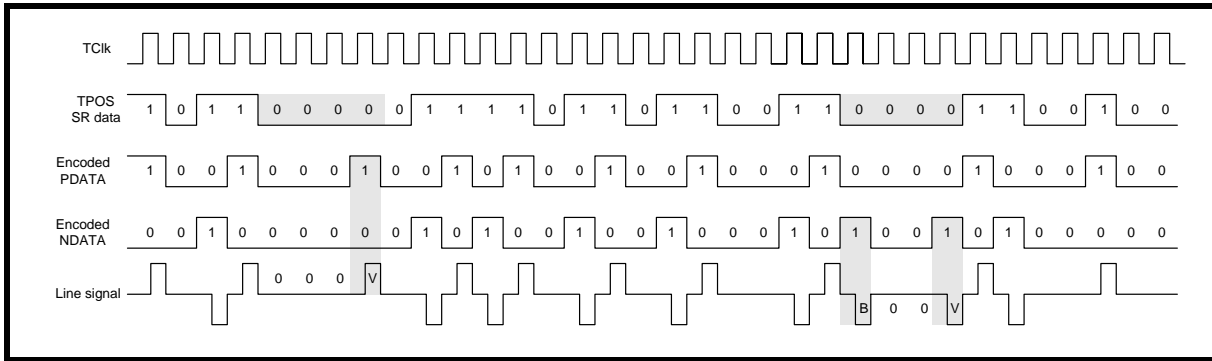 TClk
TPOS
SR data
1 0 1 1 0 0 0 0 0 1 1 1 1 0 1 1 0 1 1 0 0 1 1 0 0 0 0 1 1 0 0 1 0 0
Encoded
PDATA
1 0 0 1 0 0 0 1 0 0 1 0 1 0 0 1 0 0 1 0 0 0 1 0 0 0 0 1 0 0 0 1 0 0
Encoded
NDATA
0 0 1 0 0 0 0 0 0 1 0 1 0 0 1 0 0 1 0 0 0 1 0 1 0 0 1 0 1 0 0 0 0 0
Line signal
0 0 0 V
B 0 0 V